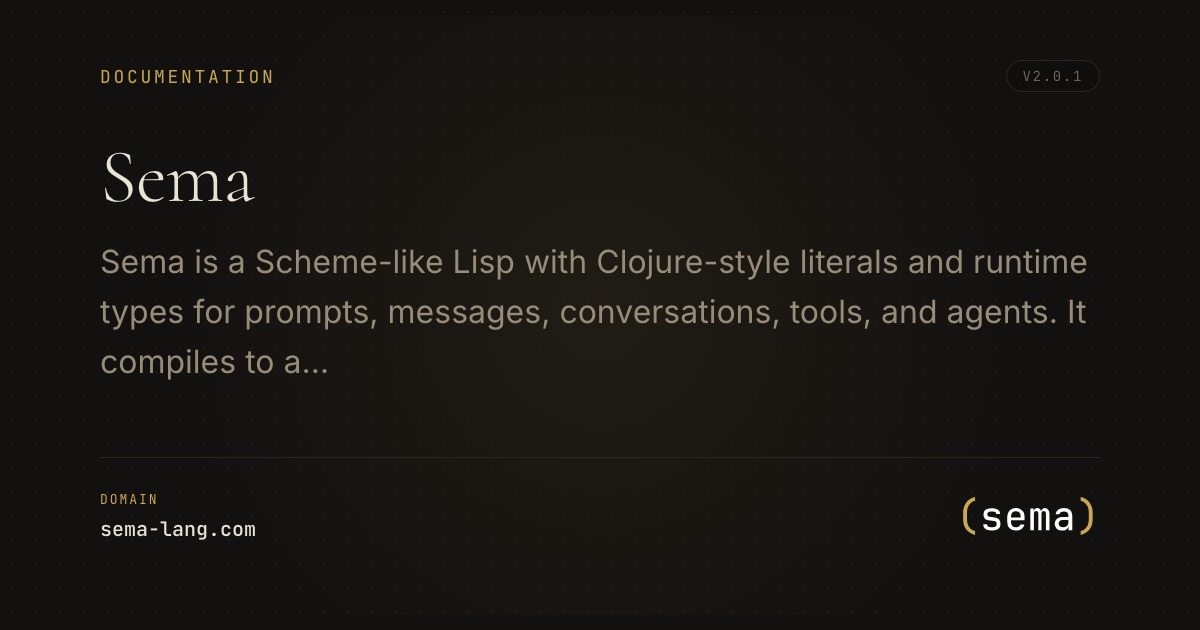 DOCUMENTATION
V2.0.1
Sema
Sema is a Scheme-like Lisp with Clojure-style literals and runtime
types for prompts, messages, conversations, tools, and agents. It
compiles to a...
DOMAIN
sema-lang.com
(sema)